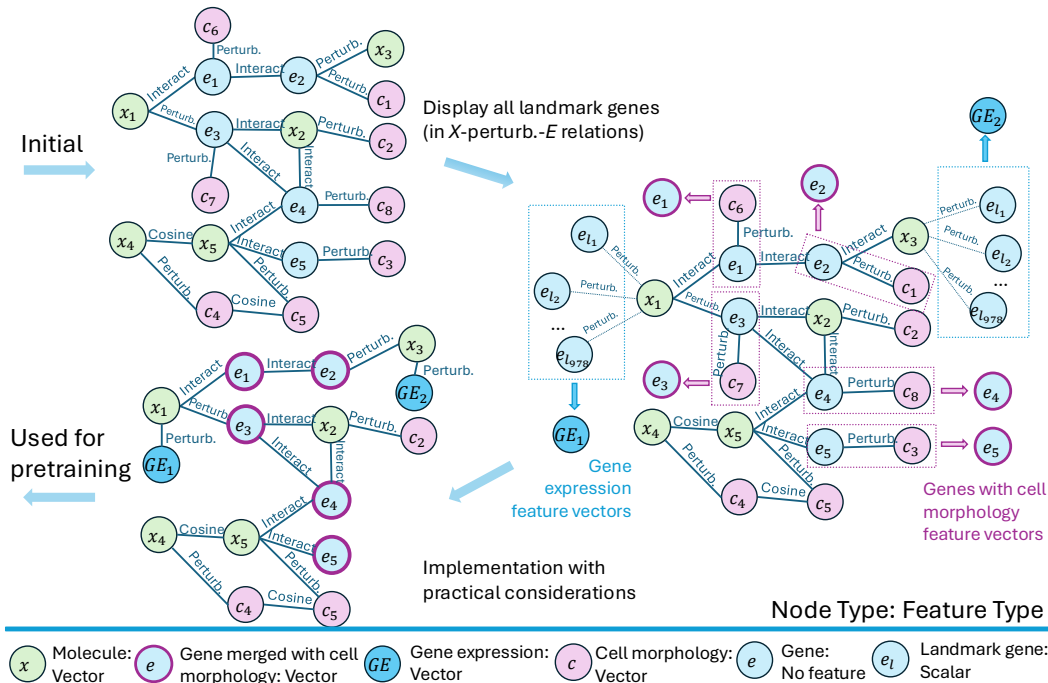 Initial
c6
Perturb.
x3
Perturb.
Interact
e1
Interact
e2
Perturb.
c1
x1
Perturb.
e3
Interact
x2
Perturb.
c2
Perturb.
Interact
Interact
c7
e4
Perturb.
c8
Interact
x4
Cosine
x5
Interact
e5
Perturb.
c3
Perturb.
Perturb.
c4
Cosine
c5
Display all landmark genes
(in X-perturb.-E relations)
GE2
e1
c6
e2
Perturb.
el1
Perturb.
el1
Perturb.
Interact
x3
Perturb.
el2
el2
Perturb.
x1
Interact
e1
Interact
e2
Perturb.
c1
Perturb.
...
...
el978
Perturb.
el978
Perturb.
e3
Interact
x2
Perturb.
c2
Perturb.
Interact
Interact
e3
c7
e4
Perturb.
c8
e4
Interact
GE1
x4
Cosine
x5
Interact
e5
Perturb.
c3
e5
Perturb.
Perturb.
c4
Cosine
c5
Gene
expression
feature vectors
Genes with cell
morphology
feature vectors
Used for
pretraining
x3
Interact
e1
Interact
e2
Perturb.
Perturb.
GE2
x1
Perturb.
e3
Interact
x2
Perturb.
c2
Perturb.
GE1
Interact
Interact
e4
Interact
x4
Cosine
x5
Interact
e5
Perturb.
Perturb.
c4
Cosine
c5
Implementation with
practical considerations
Node Type: Feature Type
x
Molecule:
Vector
e
Gene merged with cell
morphology: Vector
GE
Gene expression:
Vector
c
Cell morphology:
Vector
e
Gene:
No feature
el
Landmark gene:
Scalar